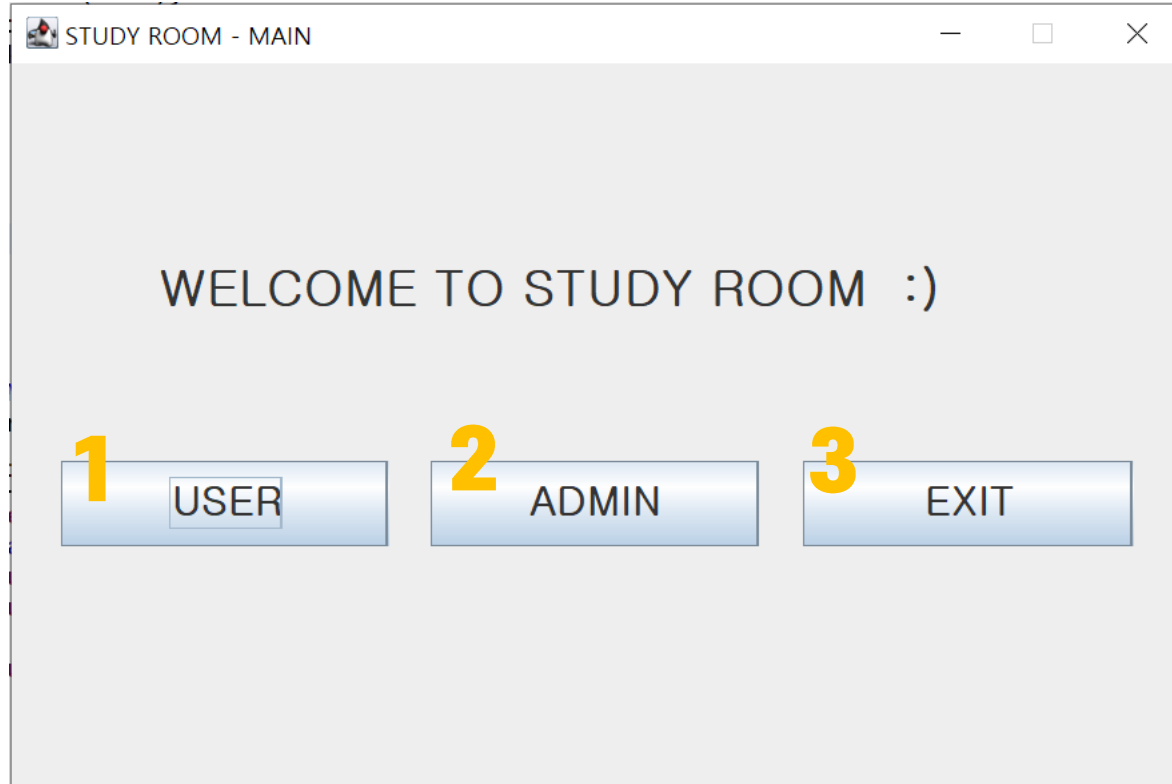 STUDY ROOM - MAIN
WELCOME TO STUDY ROOM :)
1 USER
2 ADMIN
3 EXIT